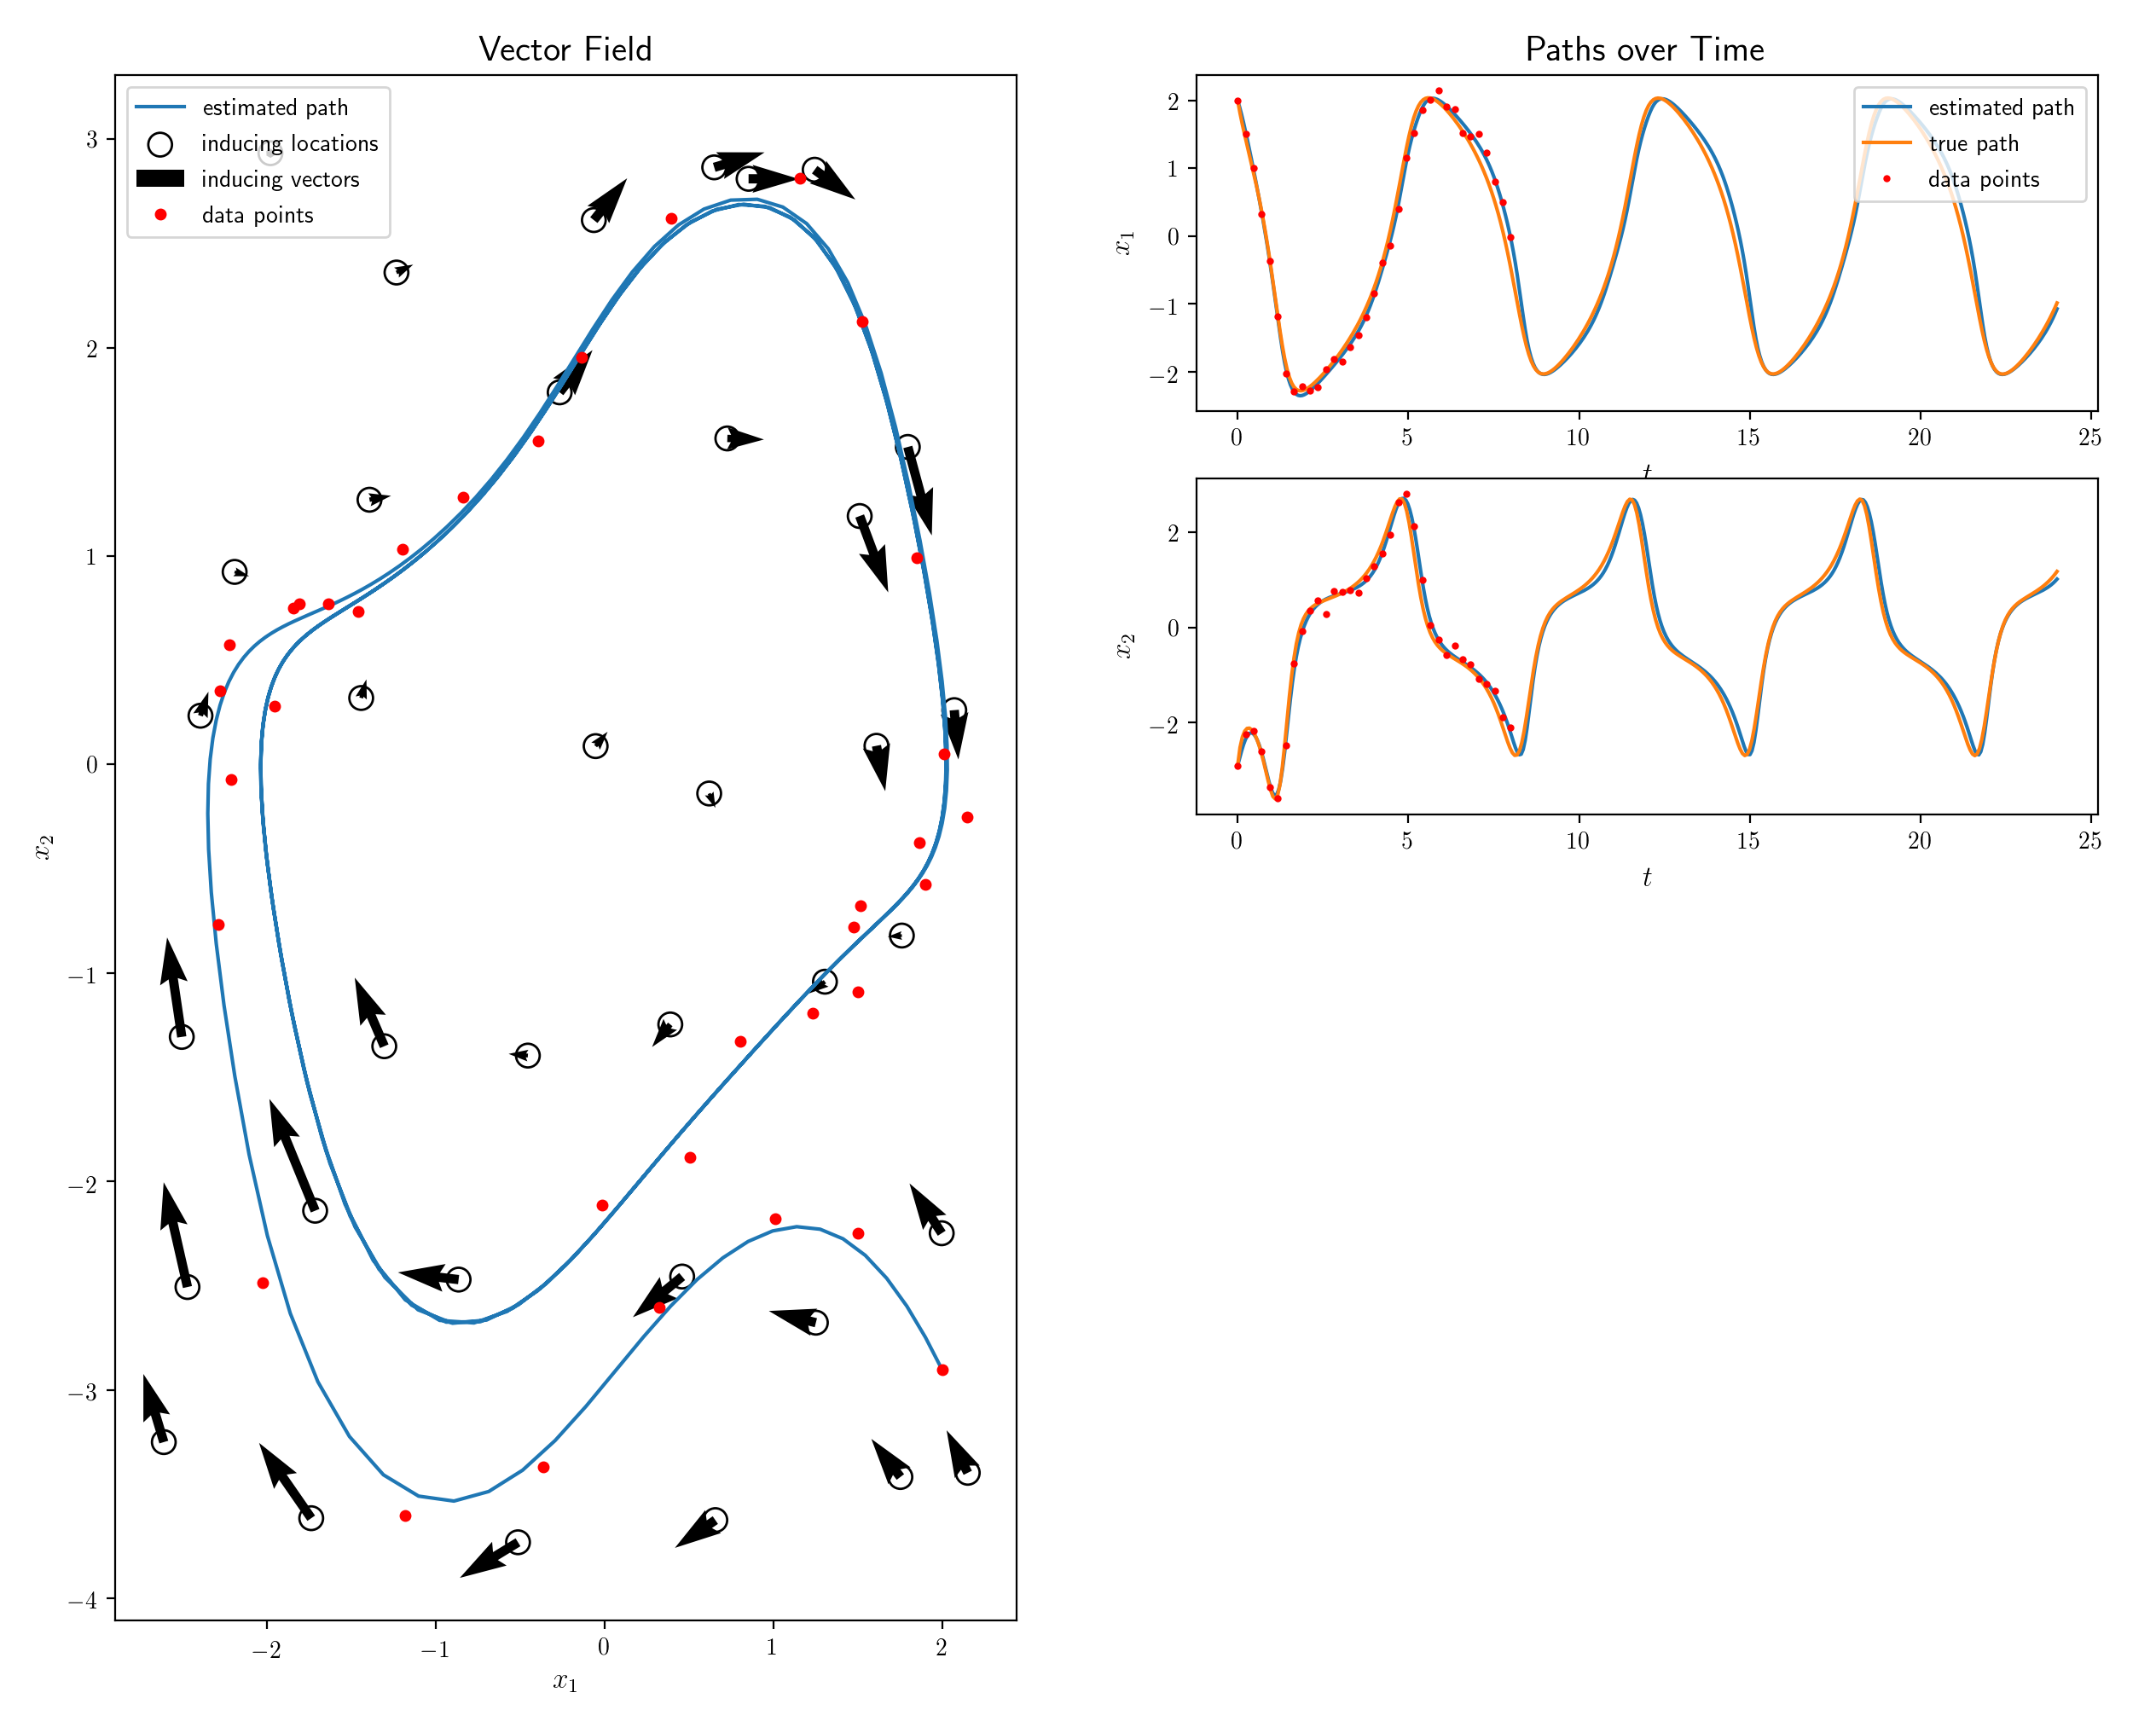 Vector Field
estimated path
inducing locations
inducing vectors
data points
3
2
1
0
−1
−2
−3
−4
x₂
−2
−1
0
1
2
x₁
Paths over Time
estimated path
true path
data points
2
1
0
−1
−2
x₁
0
5
10
15
20
25
t
2
0
−2
x₂
0
5
10
15
20
25
t